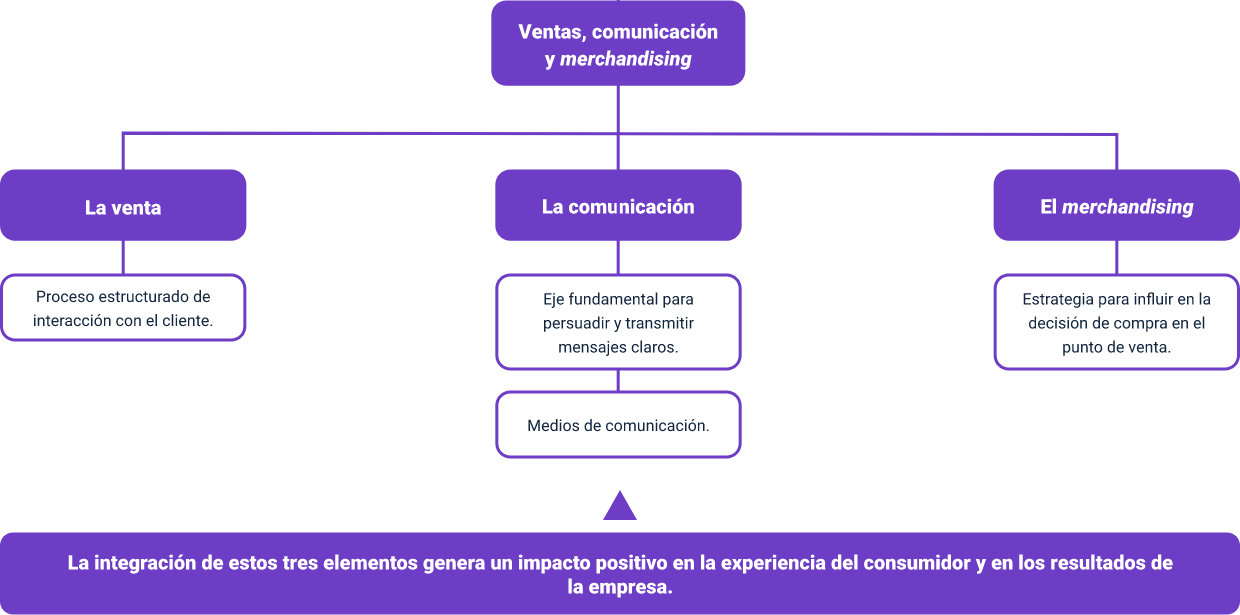 Ventas, comunicación
y merchandising
La venta
La comunicación
El merchandising
Proceso estructurado de
interacción con el cliente.
Eje fundamental para
persuadir y transmitir
mensajes claros.
Estrategia para influir en la
decisión de compra en el
punto de venta.
Medios de comunicación.
La integración de estos tres elementos genera un impacto positivo en la experiencia del consumidor y en los resultados de
la empresa.